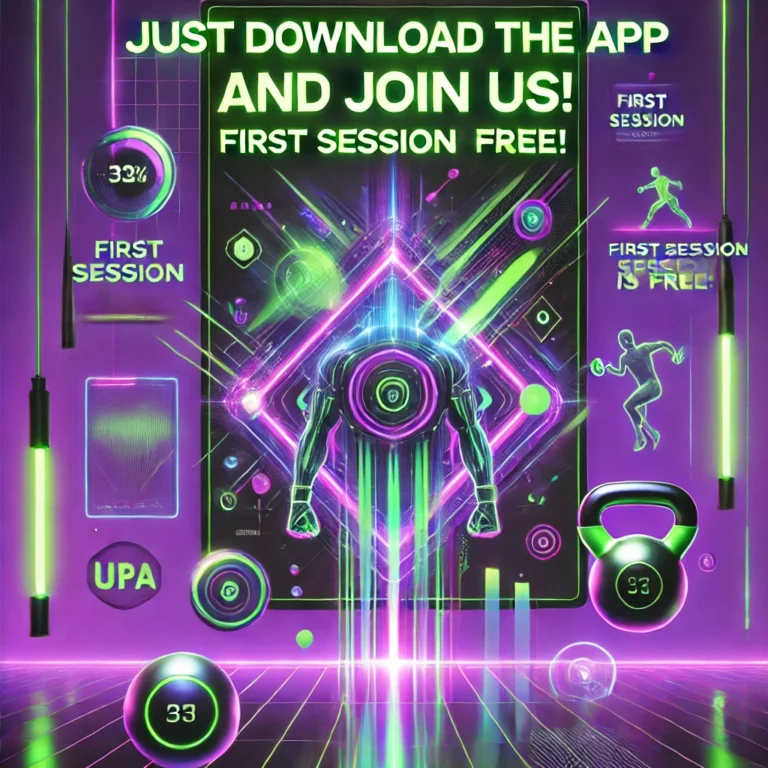 JUST DOWNLOAD THE APP
AND JOIN US!
FIRST SESSION FREE!
FIRST
SESSION
33%
FIRST
SESSION
FIRST SESSION
IS FREE:
UPA
33
33